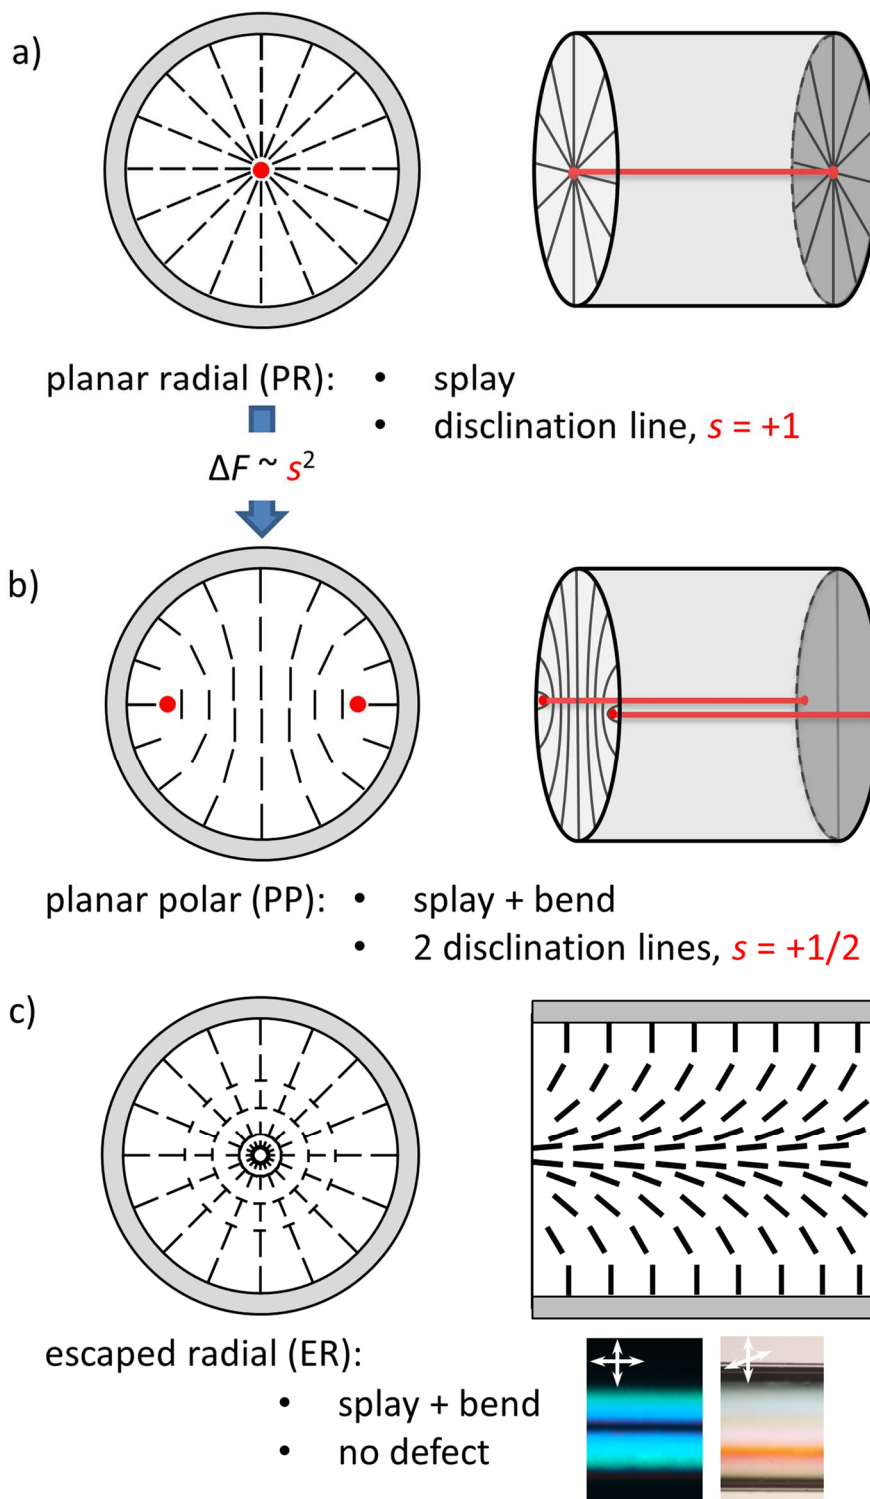 a)
planar radial (PR):
• splay
• disclination line, s = +1
ΔF ~ s²
b)
planar polar (PP):
• splay + bend
• 2 disclination lines, s = +1/2
c)
escaped radial (ER):
• splay + bend
• no defect